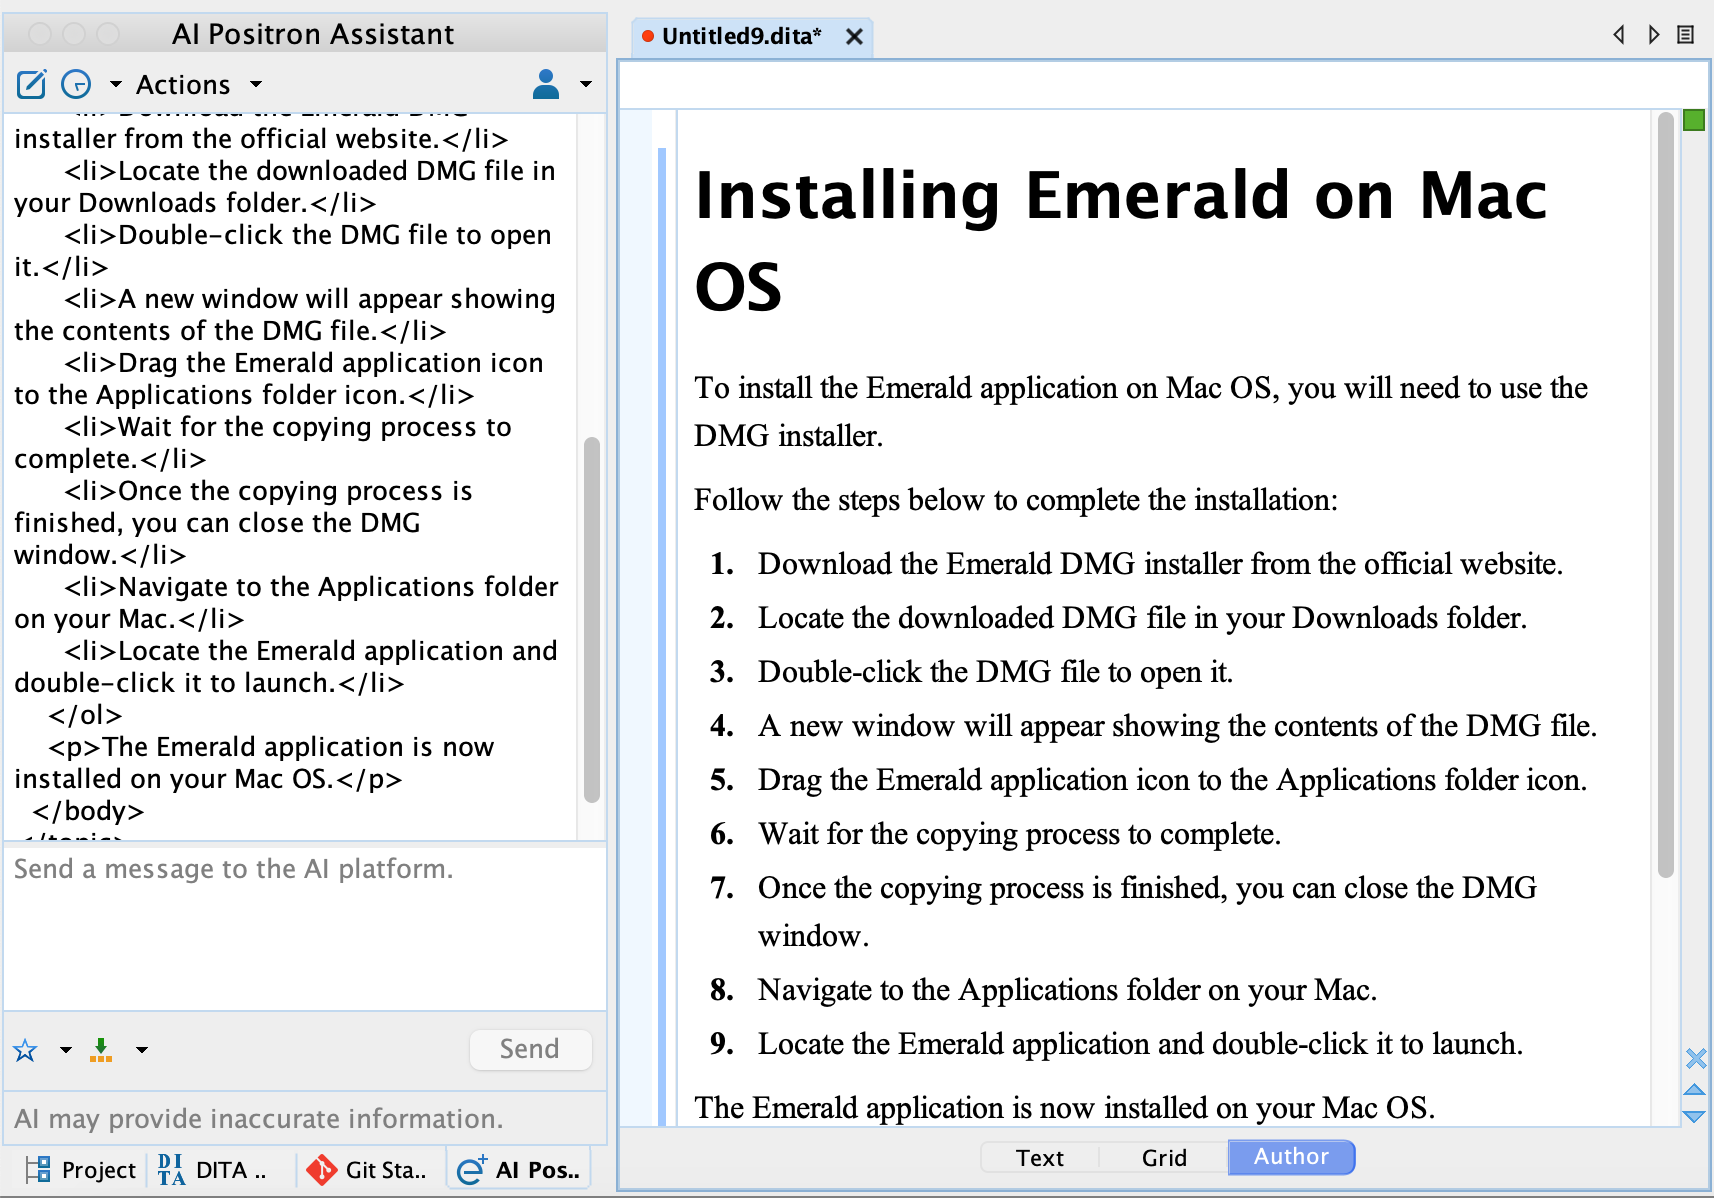 AI Positron Assistant
Actions
<li> Download the Emerald DMG
installer from the official website.</li>
<li>Locate the downloaded DMG file in
your Downloads folder.</li>
<li>Double-click the DMG file to open
it.</li>
<li>A new window will appear showing
the contents of the DMG file.</li>
<li>Drag the Emerald application icon
to the Applications folder icon.</li>
<li>Wait for the copying process to
complete.</li>
<li>Once the copying process is
finished, you can close the DMG
window.</li>
<li>Navigate to the Applications folder
on your Mac.</li>
<li>Locate the Emerald application and
double-click it to launch.</li>
</ol>
<p>The Emerald application is now
installed on your Mac OS.</p>
</body>
</topic>
Send a message to the AI platform.
Send
AI may provide inaccurate information.
Project
DITA ..
Git Sta..
AI Pos..
Untitled9.dita*
Installing Emerald on Mac
OS
To install the Emerald application on Mac OS, you will need to use the
DMG installer.
Follow the steps below to complete the installation:
1. Download the Emerald DMG installer from the official website.
2. Locate the downloaded DMG file in your Downloads folder.
3. Double-click the DMG file to open it.
4. A new window will appear showing the contents of the DMG file.
5. Drag the Emerald application icon to the Applications folder icon.
6. Wait for the copying process to complete.
7. Once the copying process is finished, you can close the DMG
window.
8. Navigate to the Applications folder on your Mac.
9. Locate the Emerald application and double-click it to launch.
The Emerald application is now installed on your Mac OS.
Text
Grid
Author